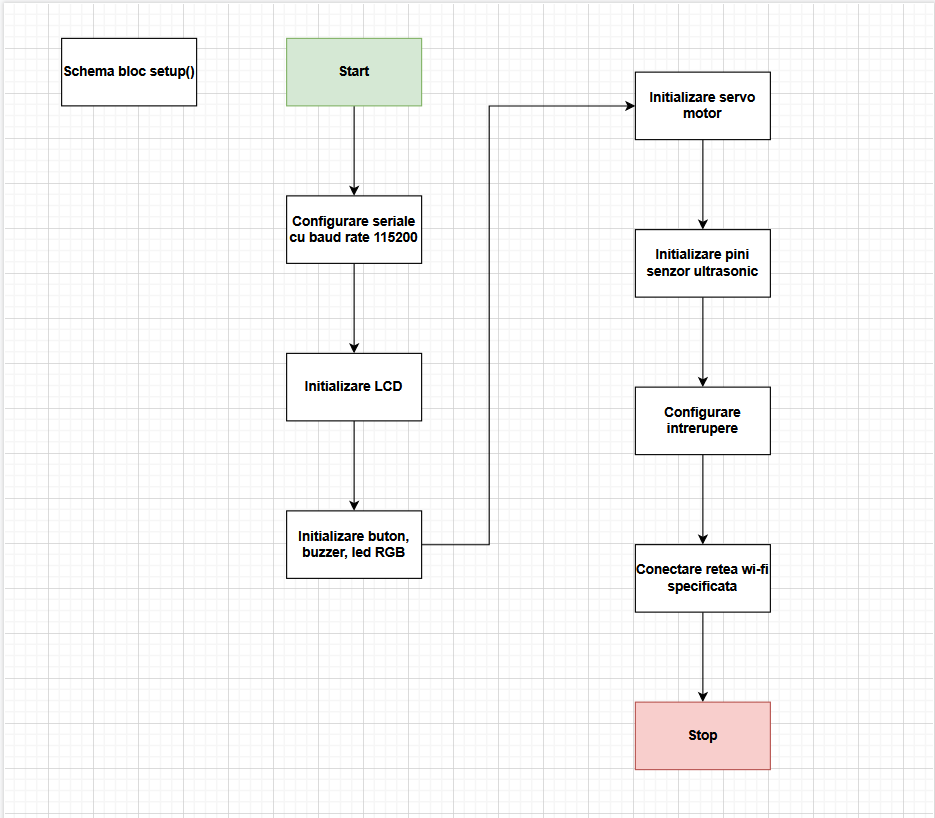 Schema bloc setup()
Start
Configurare seriale
cu baud rate 115200
Initializare LCD
Initializare buton,
buzzer, led RGB
Initializare servo
motor
Initializare pini
senzor ultrasonic
Configurare
intrerupere
Conectare retea wi-fi
specificata
Stop